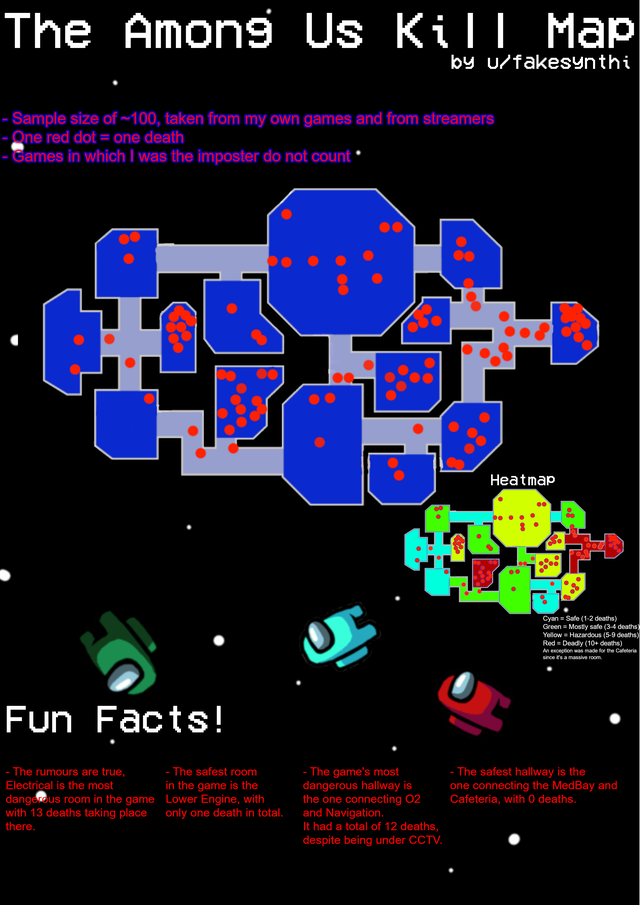 The Among Us Kill Map
by u/fakesynthi
- Sample size of ~100, taken from my own games and from streamers
- One red dot = one death
- Games in which I was the imposter do not count
Heatmap
Cyan = Safe (1-2 deaths)
Green = Mostly safe (3-4 deaths)
Yellow = Hazardous (5-9 deaths)
Red = Deadly (10+ deaths)
An exception was made for the Cafeteria
since it's a massive room.
Fun Facts!
- The rumours are true,
Electrical is the most
dangerous room in the game
with 13 deaths taking place
there.
- The safest room
in the game is the
Lower Engine, with
only one death in total.
- The game's most
dangerous hallway is
the one connecting O2
and Navigation.
It had a total of 12 deaths,
despite being under CCTV.
- The safest hallway is the
one connecting the MedBay and
Cafeteria, with 0 deaths.